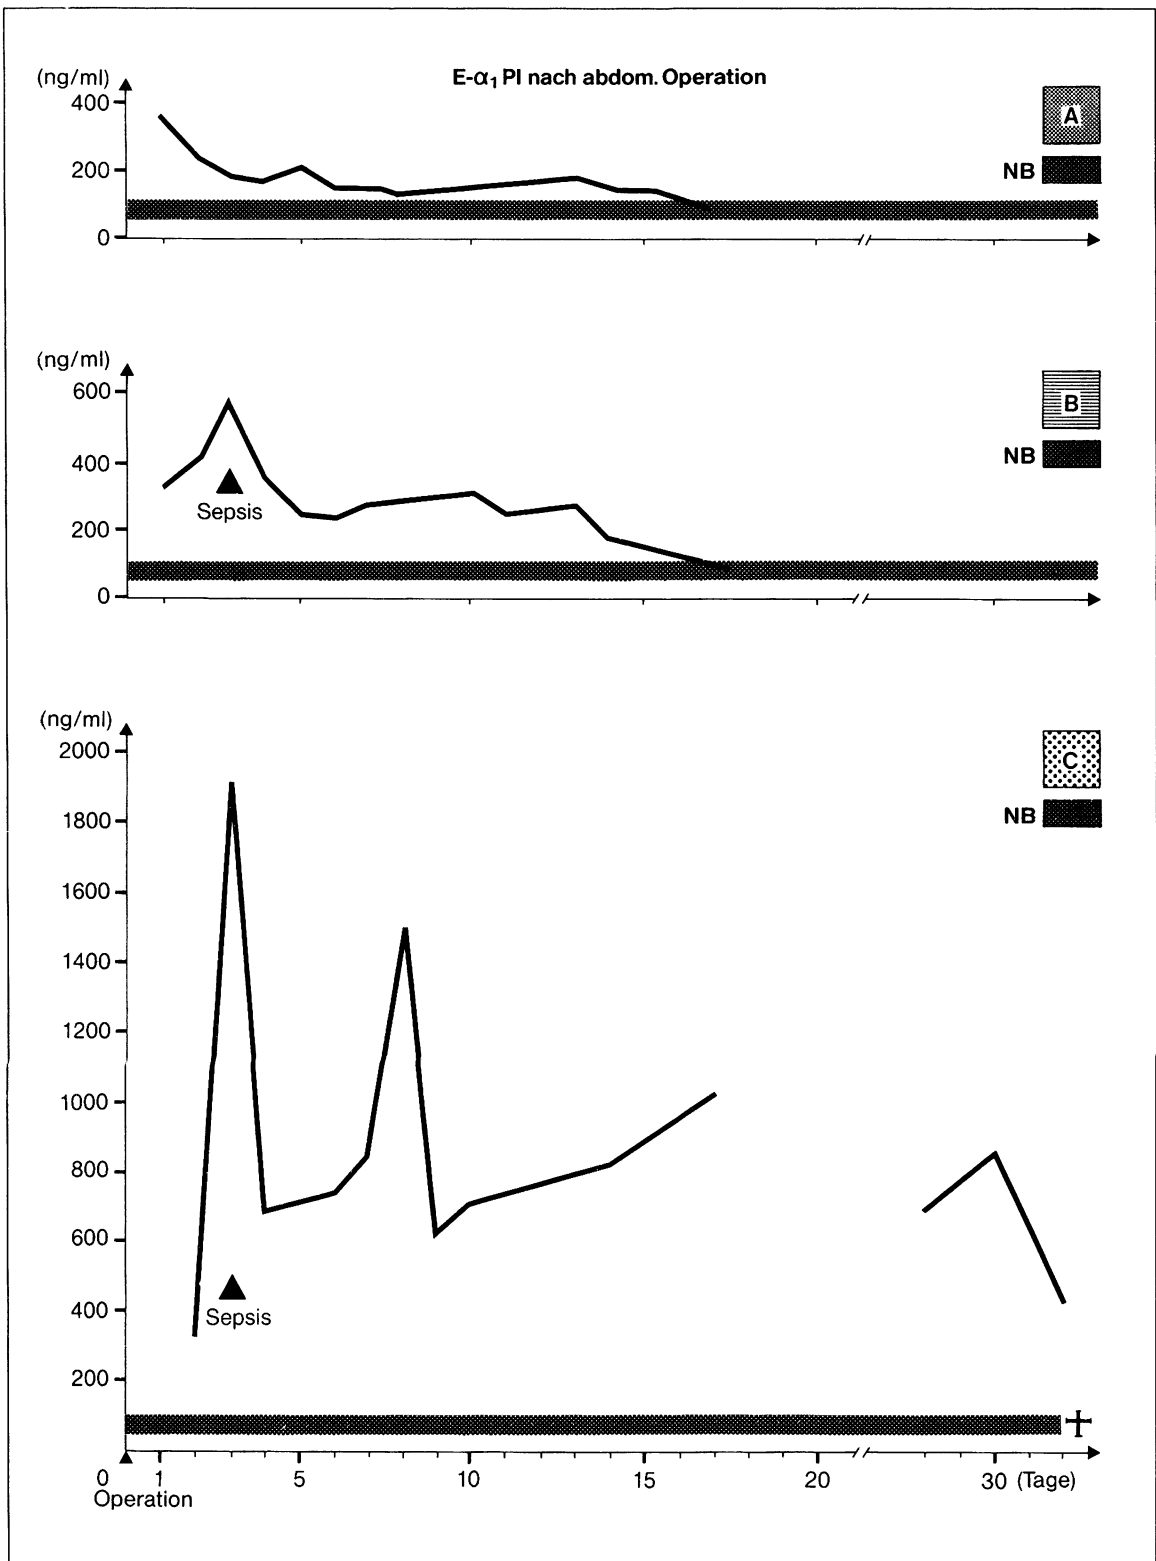 E-α₁ PI nach abdom. Operation
(ng/ml)
400
200
0
A
NB
(ng/ml)
600
400
200
0
Sepsis
B
NB
(ng/ml)
2000
1800
1600
1400
1200
1000
800
600
400
200
Sepsis
C
NB
0 1 5 10 15 20 30 (Tage)
Operation